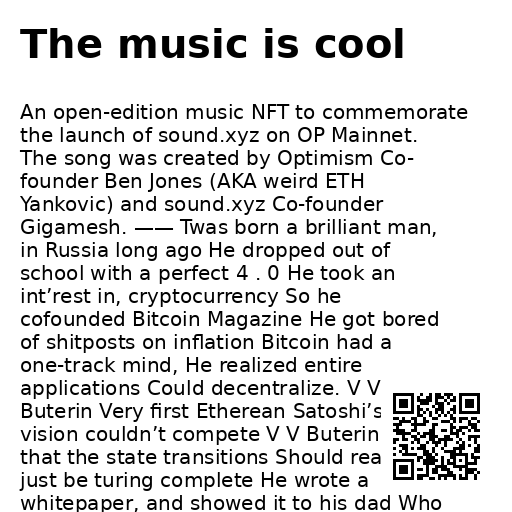 The music is cool
An open-edition music NFT to commemorate
the launch of sound.xyz on OP Mainnet.
The song was created by Optimism Co-
founder Ben Jones (AKA weird ETH
Yankovic) and sound.xyz Co-founder
Gigamesh. —— Twas born a brilliant man,
in Russia long ago He dropped out of
school with a perfect 4 . 0 He took an
int’rest in, cryptocurrency So he
cofounded Bitcoin Magazine He got bored
of shitposts on inflation Bitcoin had a
one-track mind, He realized entire
applications Could decentralize. V V
Buterin Very first Etherean Satoshi’s
vision couldn’t compete V V Buterin
that the state transitions Should
just be turing complete He wrote a
whitepaper, and showed it to his dad Who